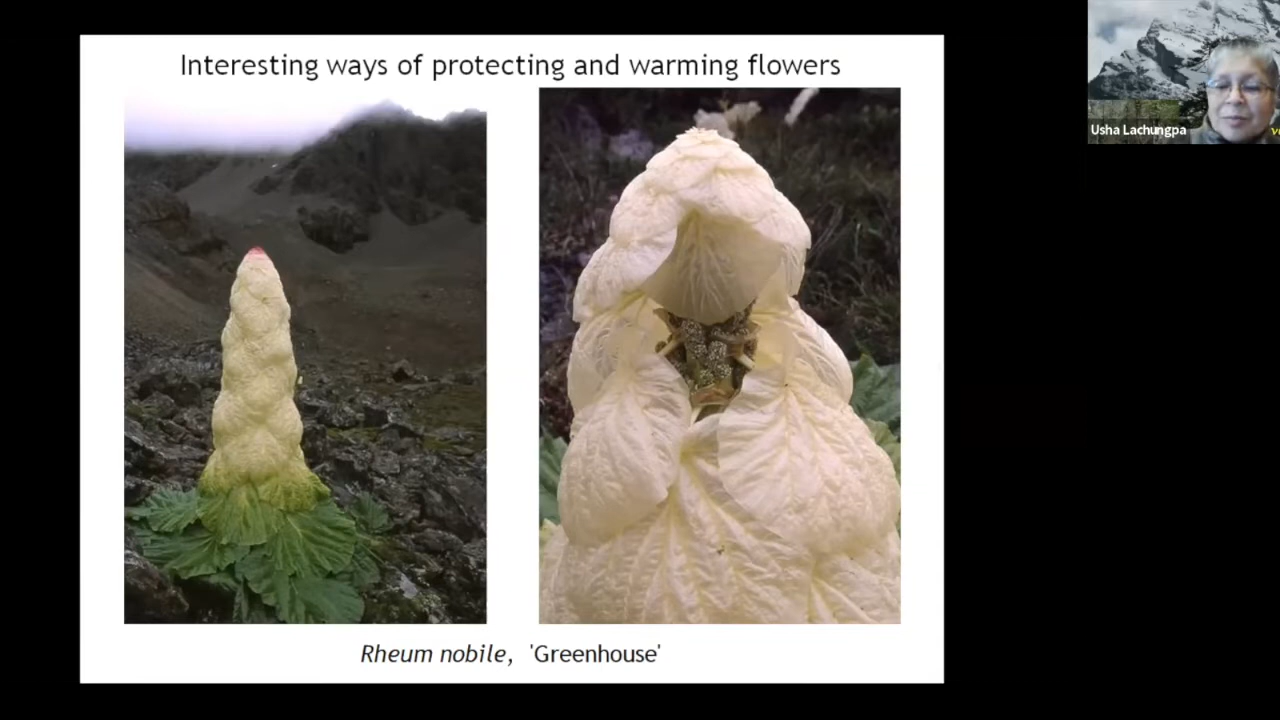 Interesting ways of protecting and warming flowers
Usha Lachungpa
Rheum nobile, 'Greenhouse'